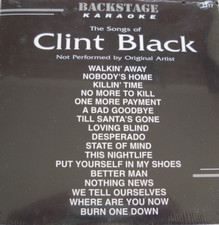 BACKSTAGE
KARAOKE
The Songs of
Clint Black
Not Performed by Original Artist
WALKIN' AWAY
NOBODY'S HOME
KILLIN' TIME
NO MORE TO KILL
ONE MORE PAYMENT
A BAD GOODBYE
TILL SANTA'S GONE
LOVING BLIND
DESPERADO
STATE OF MIND
THIS NIGHTLIFE
PUT YOURSELF IN MY SHOES
BETTER MAN
NOTHING NEWS
WE TELL OURSELVES
WHERE ARE YOU NOW
BURN ONE DOWN